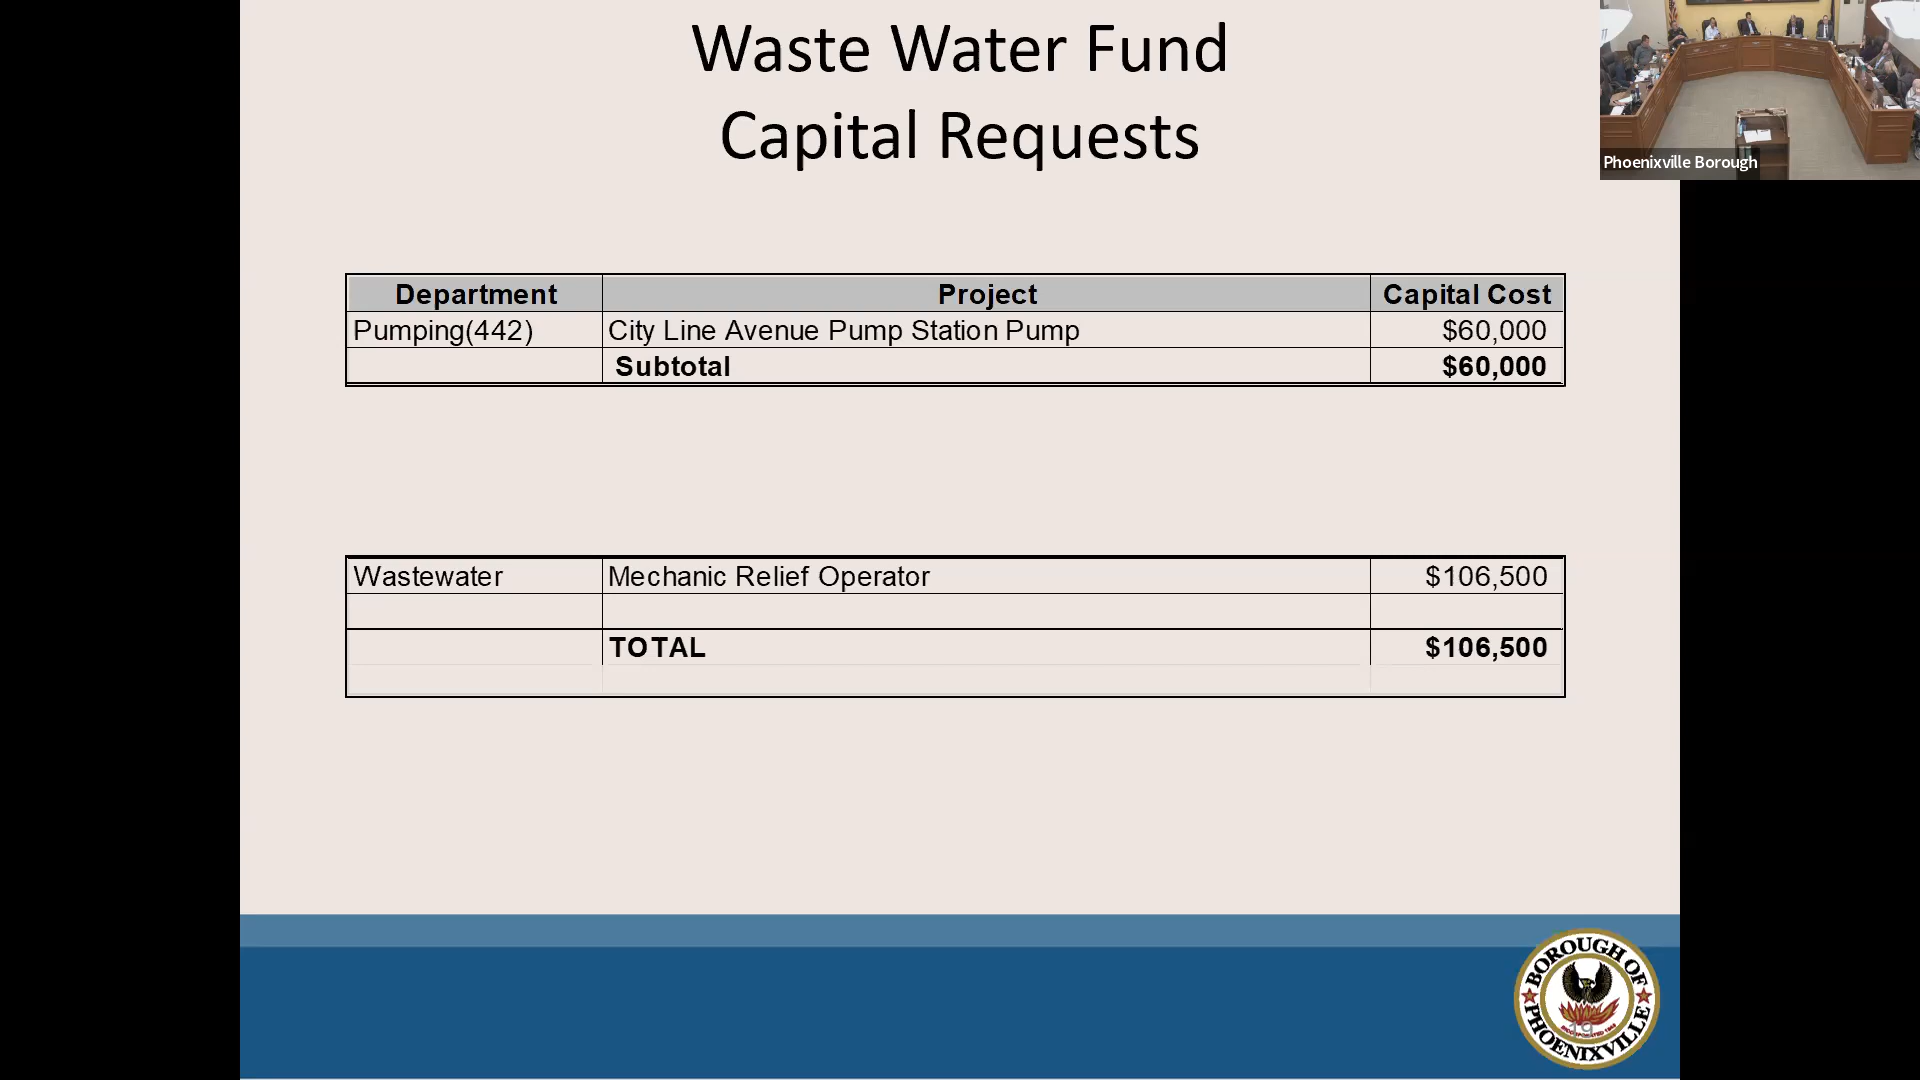 Waste Water Fund
Capital Requests
Phoenixville Borough
Department Project Capital Cost
Pumping(442) City Line Avenue Pump Station Pump $60,000
Subtotal $60,000
Wastewater Mechanic Relief Operator $106,500
TOTAL $106,500
BOROUGH OF
PHOENIXVILLE
19